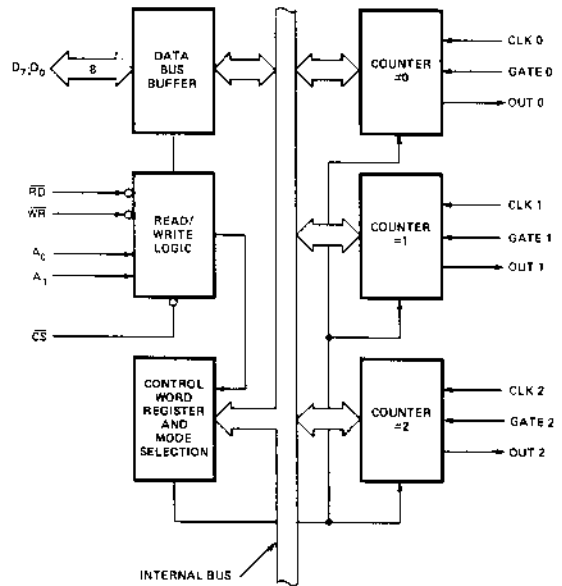 DATA
BUS
BUFFER
D7-D0
8
COUNTER
=0
CLK 0
GATE 0
OUT 0
RD
WR
A0
A1
CS
READ/
WRITE
LOGIC
COUNTER
=1
CLK 1
GATE 1
OUT 1
CONTROL
WORD
REGISTER
AND
MODE
SELECTION
COUNTER
=2
CLK 2
GATE 2
OUT 2
INTERNAL BUS